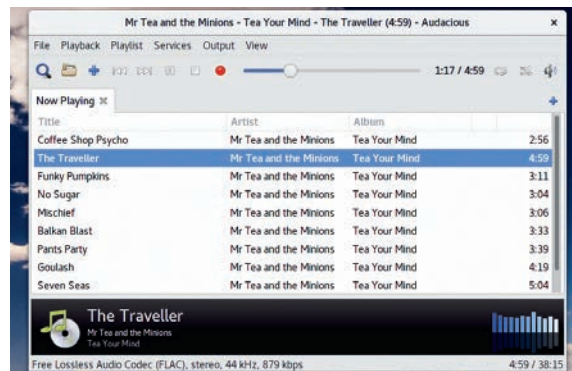 Mr Tea and the Minions - Tea Your Mind - The Traveller (4:59) - Audacious
File Playback Playlist Services Output View
1:17 / 4:59
Now Playing
Title Artist Album
Coffee Shop Psycho Mr Tea and the Minions Tea Your Mind 2:56
The Traveller Mr Tea and the Minions Tea Your Mind 4:59
Funky Pumpkins Mr Tea and the Minions Tea Your Mind 3:11
No Sugar Mr Tea and the Minions Tea Your Mind 3:04
Mischief Mr Tea and the Minions Tea Your Mind 3:06
Balkan Blast Mr Tea and the Minions Tea Your Mind 3:33
Pants Party Mr Tea and the Minions Tea Your Mind 3:39
Goulash Mr Tea and the Minions Tea Your Mind 4:19
Seven Seas Mr Tea and the Minions Tea Your Mind 5:04
The Traveller
Mr Tea and the Minions
Tea Your Mind
Free Lossless Audio Codec (FLAC), stereo, 44 kHz, 879 kbps 4:59 / 38:15